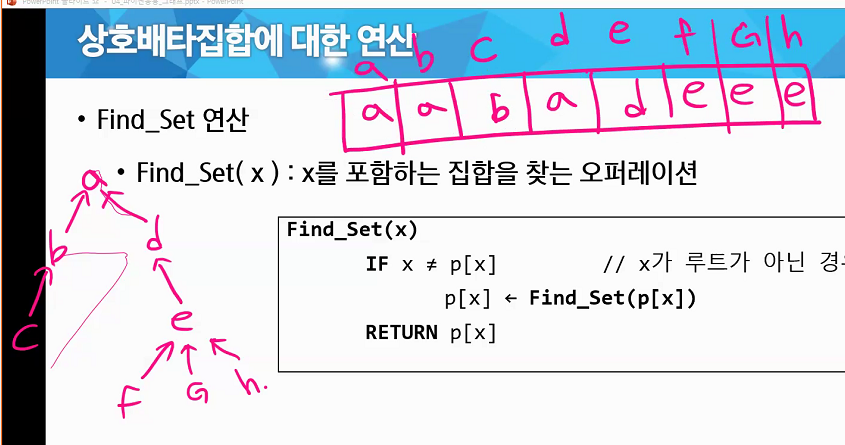 상호배타집합에 대한 연산
a b c d e f G h
a a b a d e e e
• Find_Set 연산
• Find_Set( x ) : x를 포함하는 집합을 찾는 오퍼레이션
a
b d
c e
f G h.
Find_Set(x)
IF x ≠ p[x] // x가 루트가 아닌
p[x] ← Find_Set(p[x])
RETURN p[x]